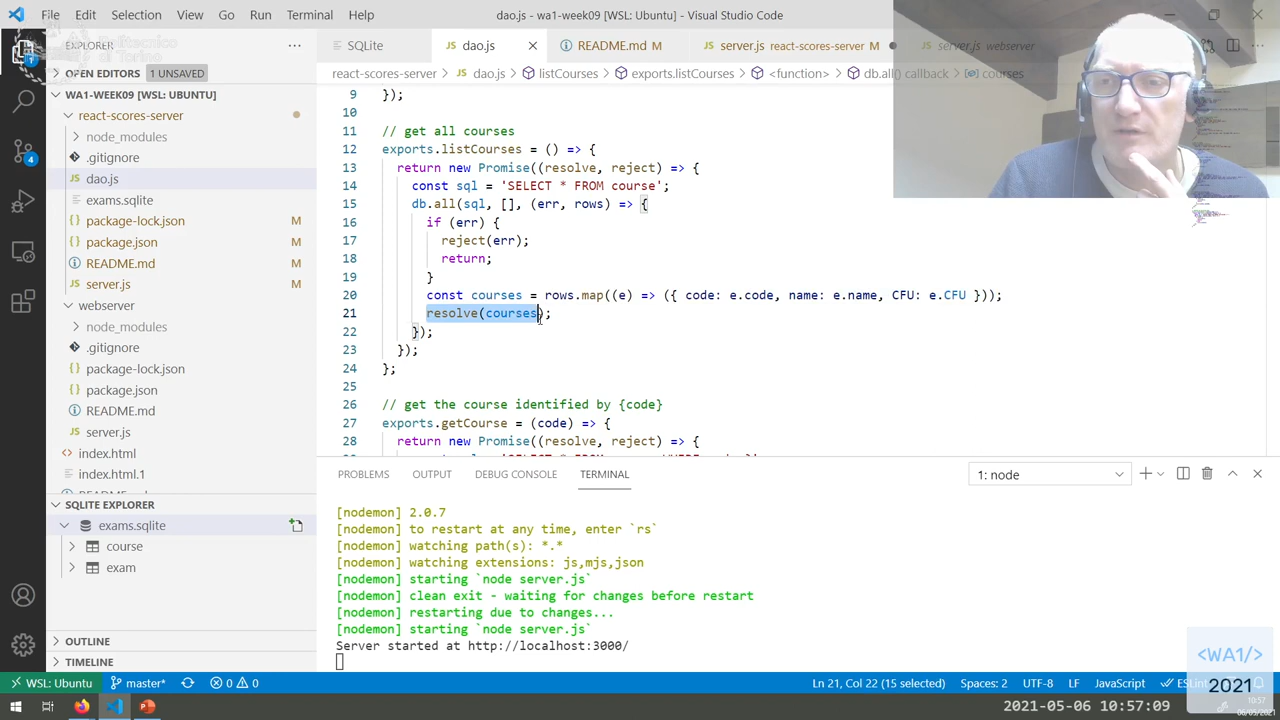 File Edit Selection View Go Run Terminal Help
dao.js - wa1-week09 [WSL: Ubuntu] - Visual Studio Code
Politecnico
di Torino
EXPLORER
SQLite
dao.js
README.md M
server.js react-scores-server M
server.js webserver
OPEN EDITORS 1 UNSAVED
react-scores-server > dao.js > listCourses > exports.listCourses > <function> > db.all() callback > courses
WA1-WEEK09 [WSL: UBUNTU]
react-scores-server
node_modules
.gitignore
dao.js
exams.sqlite
package-lock.json M
package.json M
README.md M
server.js M
webserver
node_modules
.gitignore
package-lock.json
package.json
README.md
server.js
index.html
index.html.1
SQLITE EXPLORER
exams.sqlite
course
exam
OUTLINE
TIMELINE
9 });
10
11 // get all courses
12 exports.listCourses = () => {
13 return new Promise((resolve, reject) => {
14 const sql = 'SELECT * FROM course';
15 db.all(sql, [], (err, rows) => {
16 if (err) {
17 reject(err);
18 return;
19 }
20 const courses = rows.map((e) => ({ code: e.code, name: e.name, CFU: e.CFU }));
21 resolve(courses);
22 });
23 });
24 };
25
26 // get the course identified by {code}
27 exports.getCourse = (code) => {
28 return new Promise((resolve, reject) => {
PROBLEMS OUTPUT DEBUG CONSOLE TERMINAL
1: node
[nodemon] 2.0.7
[nodemon] to restart at any time, enter `rs`
[nodemon] watching path(s): *.*
[nodemon] watching extensions: js,mjs,json
[nodemon] starting `node server.js`
[nodemon] clean exit - waiting for changes before restart
[nodemon] restarting due to changes...
[nodemon] starting `node server.js`
Server started at http://localhost:3000/
<WA1/>
2021
WSL: Ubuntu master* 0 0
Ln 21, Col 22 (15 selected) Spaces: 2 UTF-8 LF JavaScript ESLint
2021-05-06 10:57:09
10:57
06/05/2021